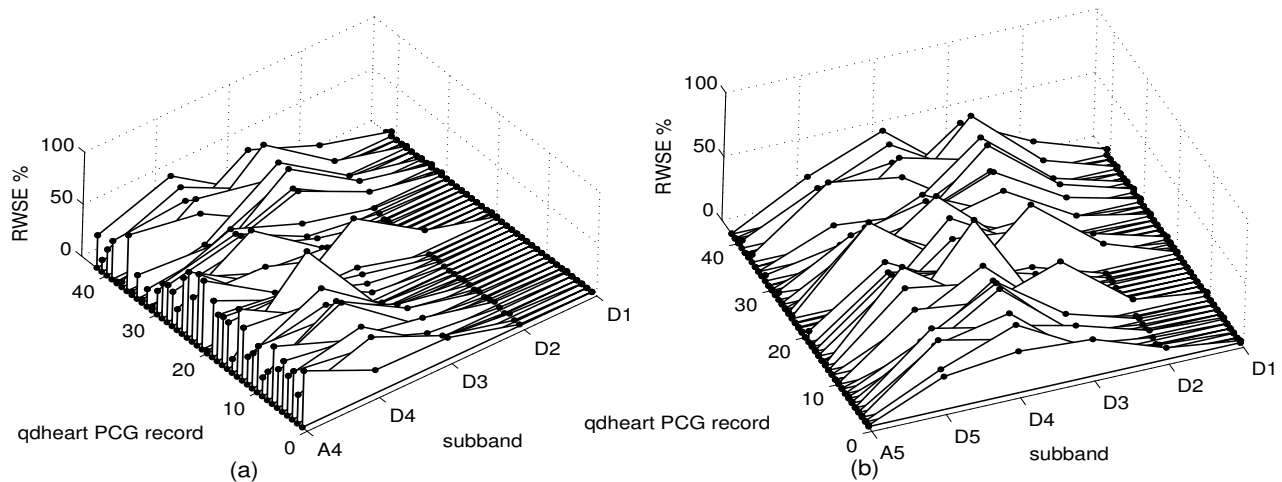 100
50
0
RWSE %
40
30
20
10
0
A4
D4
D3
D2
D1
qdheart PCG record
subband
(a)
100
50
0
RWSE %
40
30
20
10
0
A5
D5
D4
D3
D2
D1
qdheart PCG record
subband
(b)